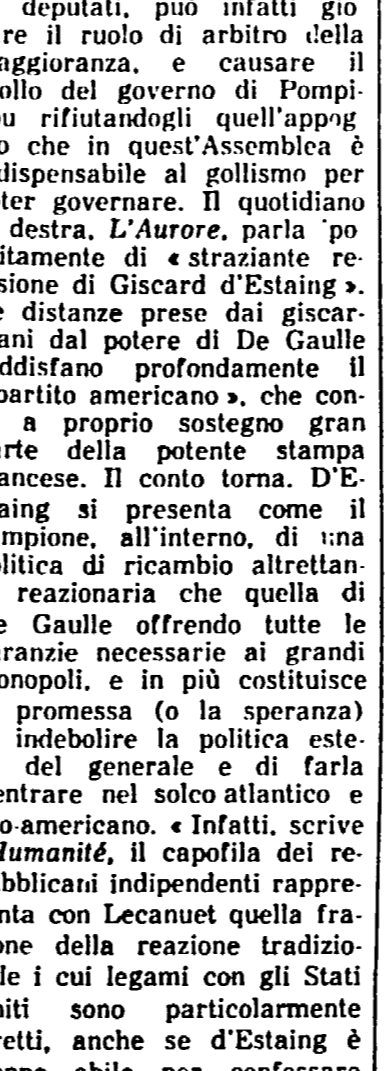 deputati, può infatti gio
re il ruolo di arbitro della
aggioranza, e causare il
ollo del governo di Pompi-
ou rifiutandogli quell'appog
o che in quest'Assemblea è
dispensabile al gollismo per
ter governare. Il quotidiano
destra, L'Aurore, parla po
itamente di « straziante re-
sione di Giscard d'Estaing ».
e distanze prese dai giscar-
ani dal potere di De Gaulle
ddisfano profondamente il
partito americano », che con-
a proprio sostegno gran
rte della potente stampa
ancese. Il conto torna. D'E-
aing si presenta come il
mpione, all'interno, di una
litica di ricambio altrettan-
reazionaria che quella di
e Gaulle offrendo tutte le
aranzie necessarie ai grandi
onopoli, e in più costituisce
promessa (o la speranza)
indebolire la politica este-
del generale e di farla
entrare nel solco atlantico e
o-americano. « Infatti, scrive
Humanité, il capofila dei re-
bblicani indipendenti rappre-
nta con Lecanuet quella fra-
one della reazione tradizio-
le i cui legami con gli Stati
niti sono particolarmente
retti, anche se d'Estaing è